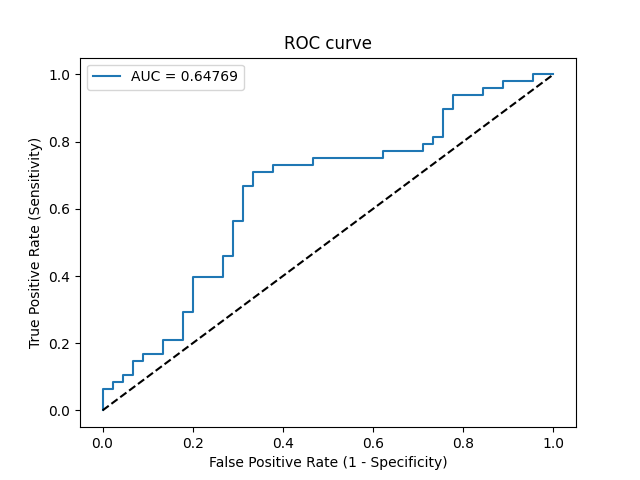 ROC curve
AUC = 0.64769
True Positive Rate (Sensitivity)
1.0
0.8
0.6
0.4
0.2
0.0
0.0 0.2 0.4 0.6 0.8 1.0
False Positive Rate (1 - Specificity)